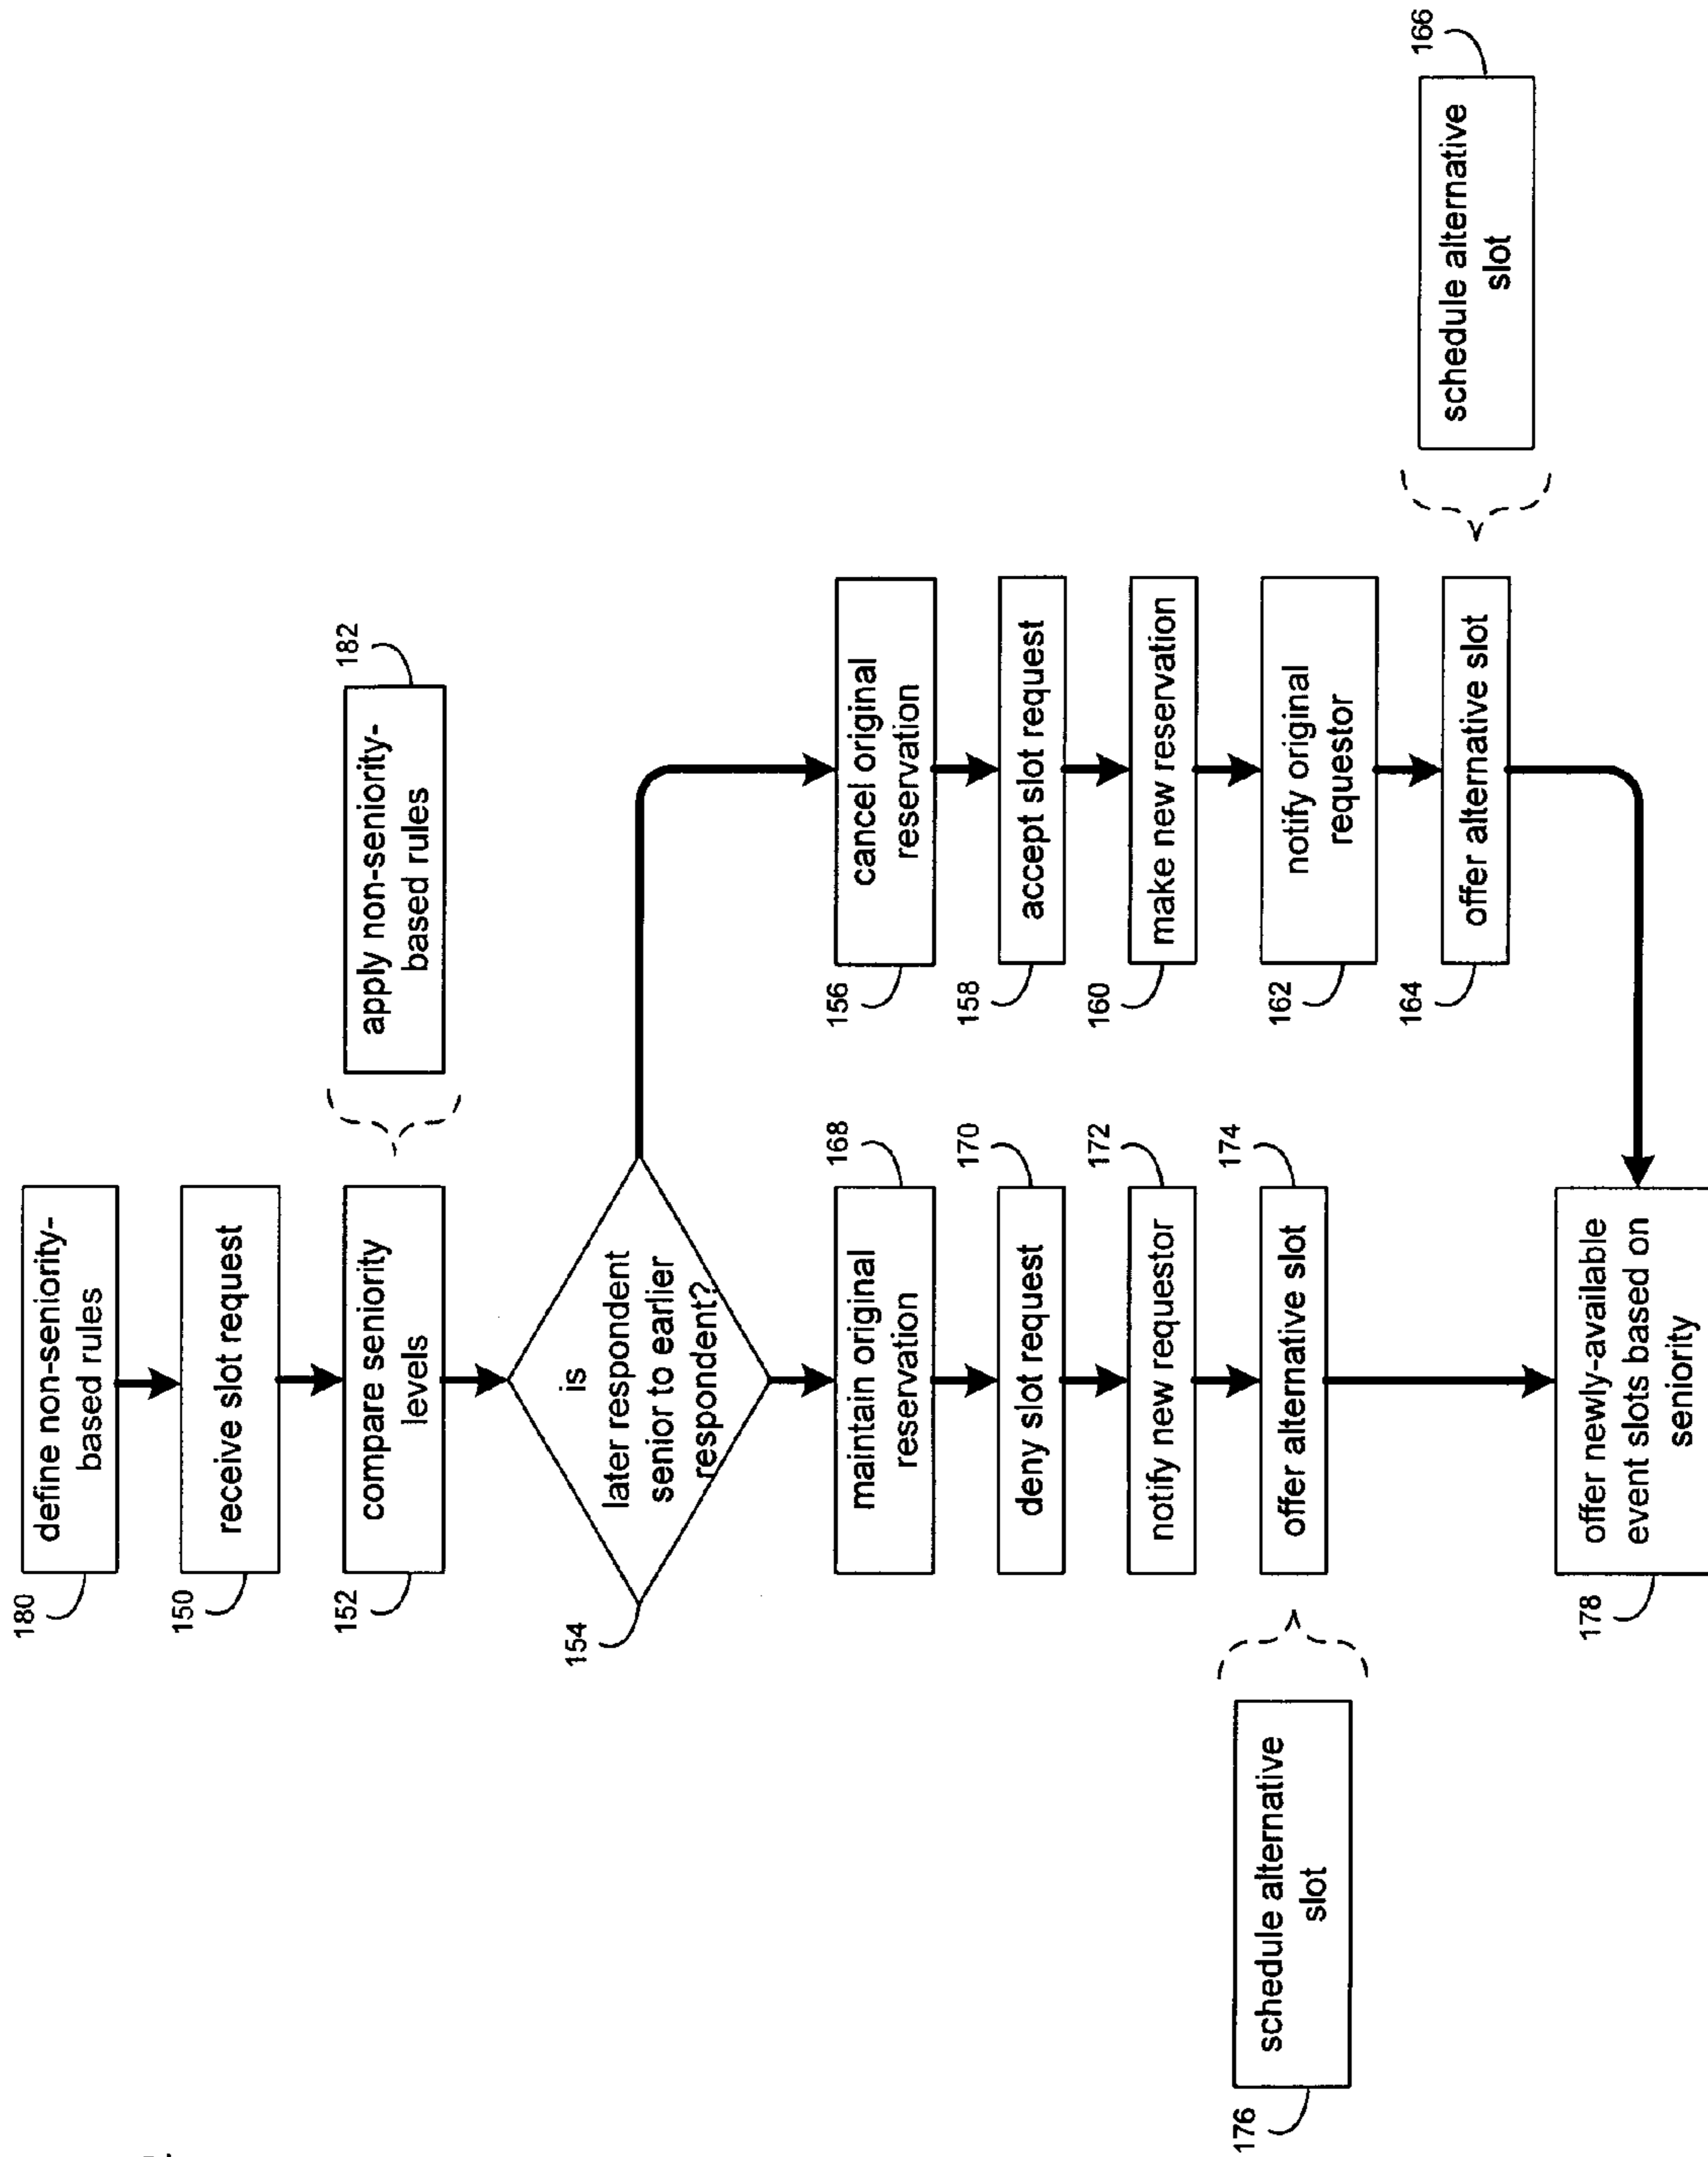 180
define non-seniority-
based rules
150
receive slot request
152
compare seniority
levels
182
apply non-seniority-
based rules
154
is
later respondent
senior to earlier
respondent?
168
maintain original
reservation
170
deny slot request
172
notify new requestor
174
offer alternative slot
176
schedule alternative
slot
156
cancel original
reservation
158
accept slot request
160
make new reservation
162
notify original
requestor
164
offer alternative slot
166
schedule alternative
slot
178
offer newly-available
event slots based on
seniority